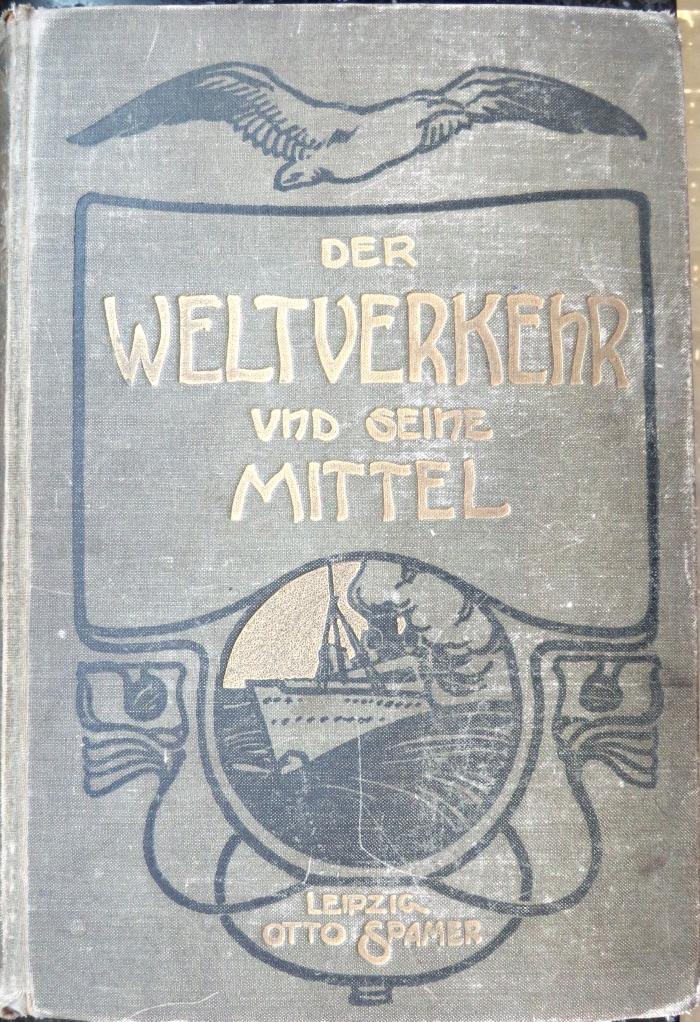 DER
WELTVERKEhR
UND SEINE
MITTEL
LEIPZIG
OTTO SPAMER